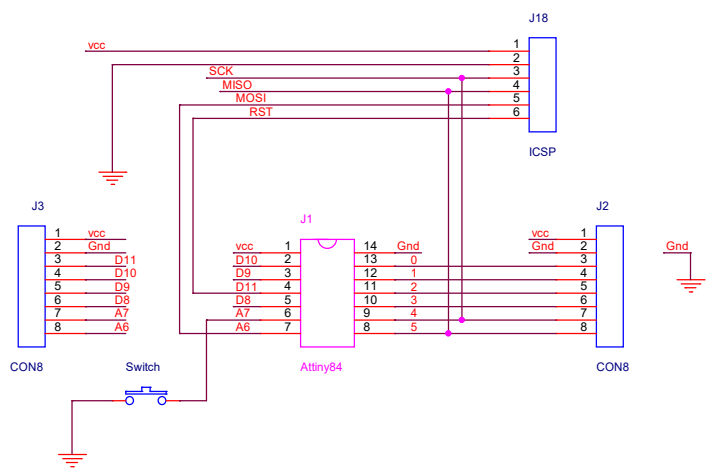 J18
vcc 1
2
SCK 3
MISO 4
MOSI 5
RST 6
ICSP
J3
J1
J2
1 vcc
2 Gnd
3 D11
4 D10
5 D9
6 D8
7 A7
8 A6
CON8
vcc 1 14 Gnd
D10 2 13 0
D9 3 12 1
D11 4 11 2
D8 5 10 3
A7 6 9 4
A6 7 8 5
Attiny84
vcc 1
Gnd 2
3
4
5
6
7
8
CON8
Gnd
Switch